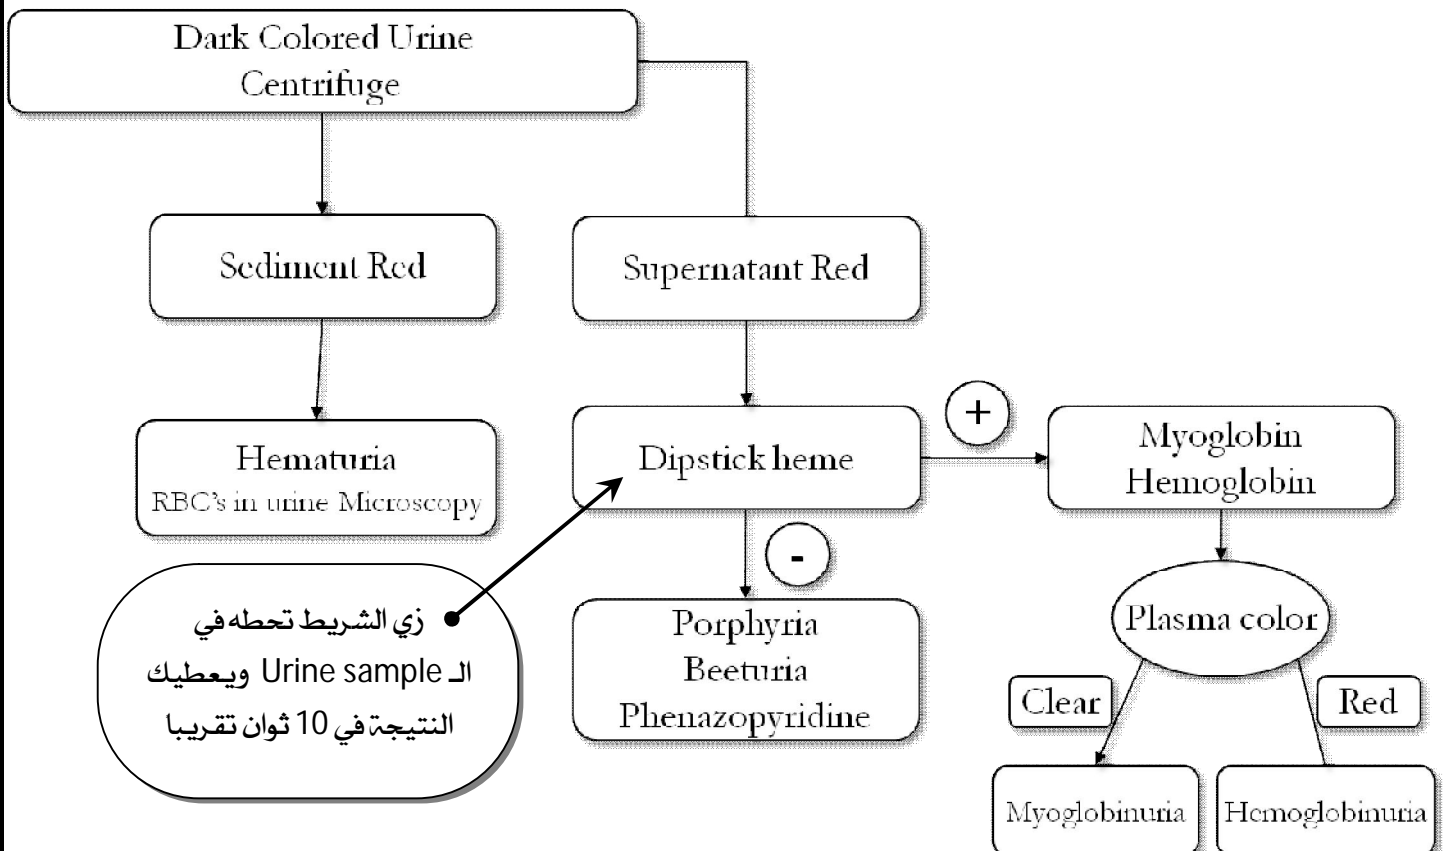 Dark Colored Urine
Centrifuge
Sediment Red
Supernatant Red
Hematuria
RBC's in urine Microscopy
Dipstick heme
+
Myoglobin
Hemoglobin
-
زي الشريط تحطه في
الـ Urine sample ويعطيك
النتيجة في 10 ثوان تقريبا
Porphyria
Beeturia
Phenazopyridine
Plasma color
Clear
Red
Myoglobinuria
Hemoglobinuria